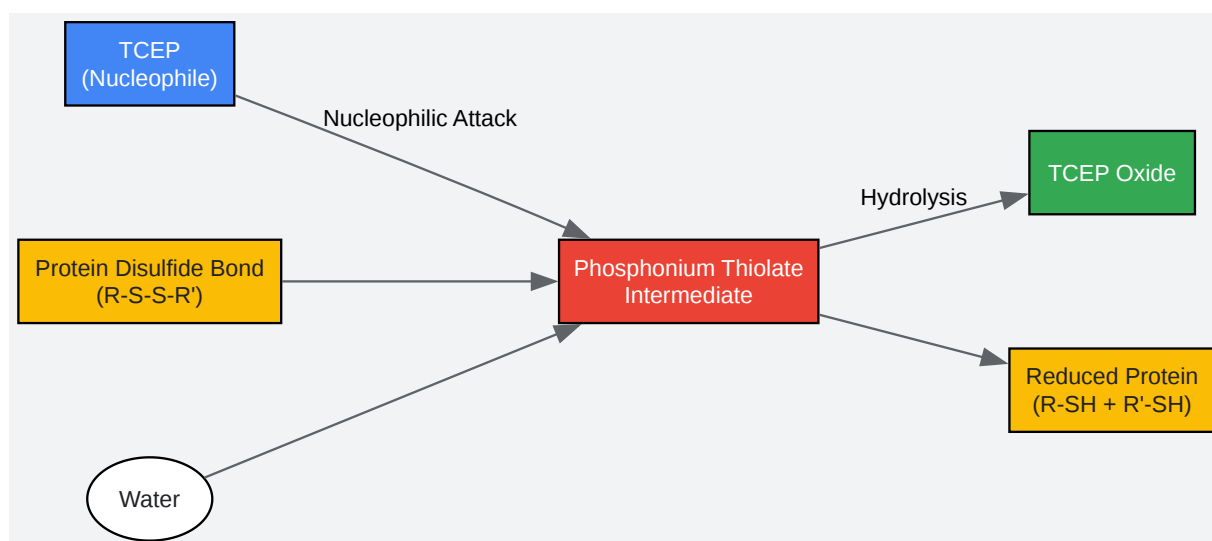 TCEP
(Nucleophile)
Nucleophilic Attack
Protein Disulfide Bond
(R-S-S-R')
Water
Phosphonium Thiolate
Intermediate
Hydrolysis
TCEP Oxide
Reduced Protein
(R-SH + R'-SH)